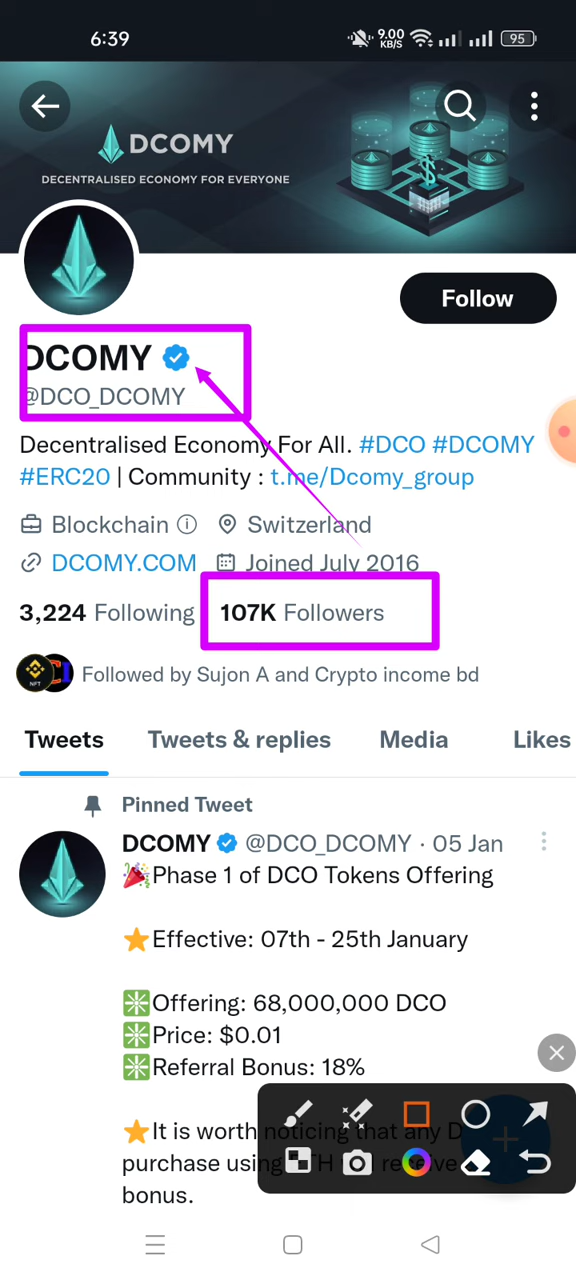 6:39
9.00
KB/S
95
DCOMY
DECENTRALISED ECONOMY FOR EVERYONE
Follow
DCOMY
@DCO_DCOMY
Decentralised Economy For All. #DCO #DCOMY
#ERC20 | Community : t.me/Dcomy_group
Blockchain Switzerland
DCOMY.COM Joined July 2016
3,224 Following 107K Followers
NFT
Followed by Sujon A and Crypto income bd
Tweets Tweets & replies Media Likes
Pinned Tweet
DCOMY @DCO_DCOMY · 05 Jan
🎉Phase 1 of DCO Tokens Offering
⭐Effective: 07th - 25th January
❇️Offering: 68,000,000 DCO
❇️Price: $0.01
❇️Referral Bonus: 18%
⭐It is worth noticing that any D
purchase using
bonus.